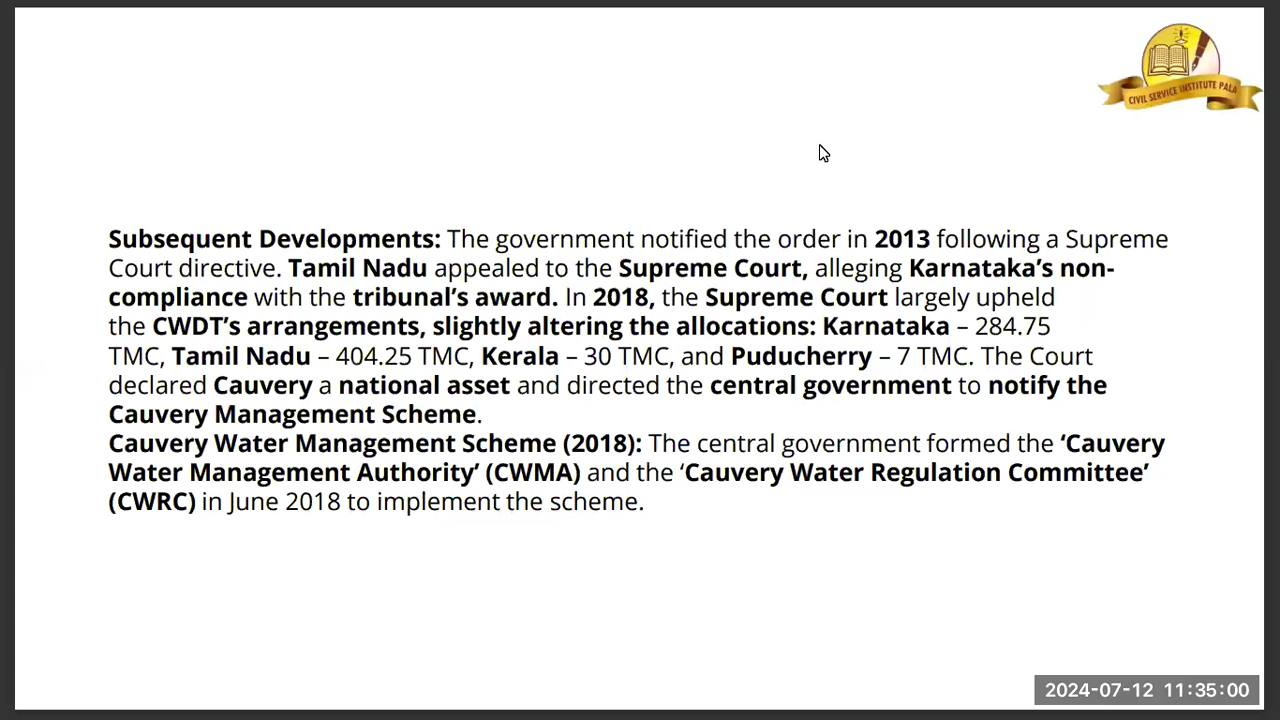 CIVIL SERVICE INSTITUTE PALA
Subsequent Developments: The government notified the order in 2013 following a Supreme
Court directive. Tamil Nadu appealed to the Supreme Court, alleging Karnataka’s non-
compliance with the tribunal’s award. In 2018, the Supreme Court largely upheld
the CWDT’s arrangements, slightly altering the allocations: Karnataka – 284.75
TMC, Tamil Nadu – 404.25 TMC, Kerala – 30 TMC, and Puducherry – 7 TMC. The Court
declared Cauvery a national asset and directed the central government to notify the
Cauvery Management Scheme.
Cauvery Water Management Scheme (2018): The central government formed the ‘Cauvery
Water Management Authority’ (CWMA) and the ‘Cauvery Water Regulation Committee’
(CWRC) in June 2018 to implement the scheme.
2024-07-12 11:35:00